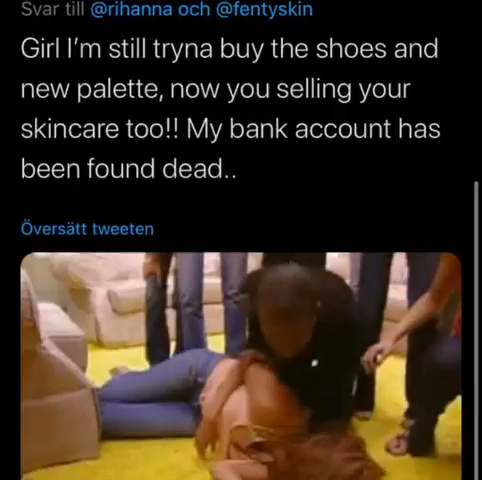 Svar till @rihanna och @fentyskin
Girl I’m still tryna buy the shoes and
new palette, now you selling your
skincare too!! My bank account has
been found dead..
Översätt tweeten